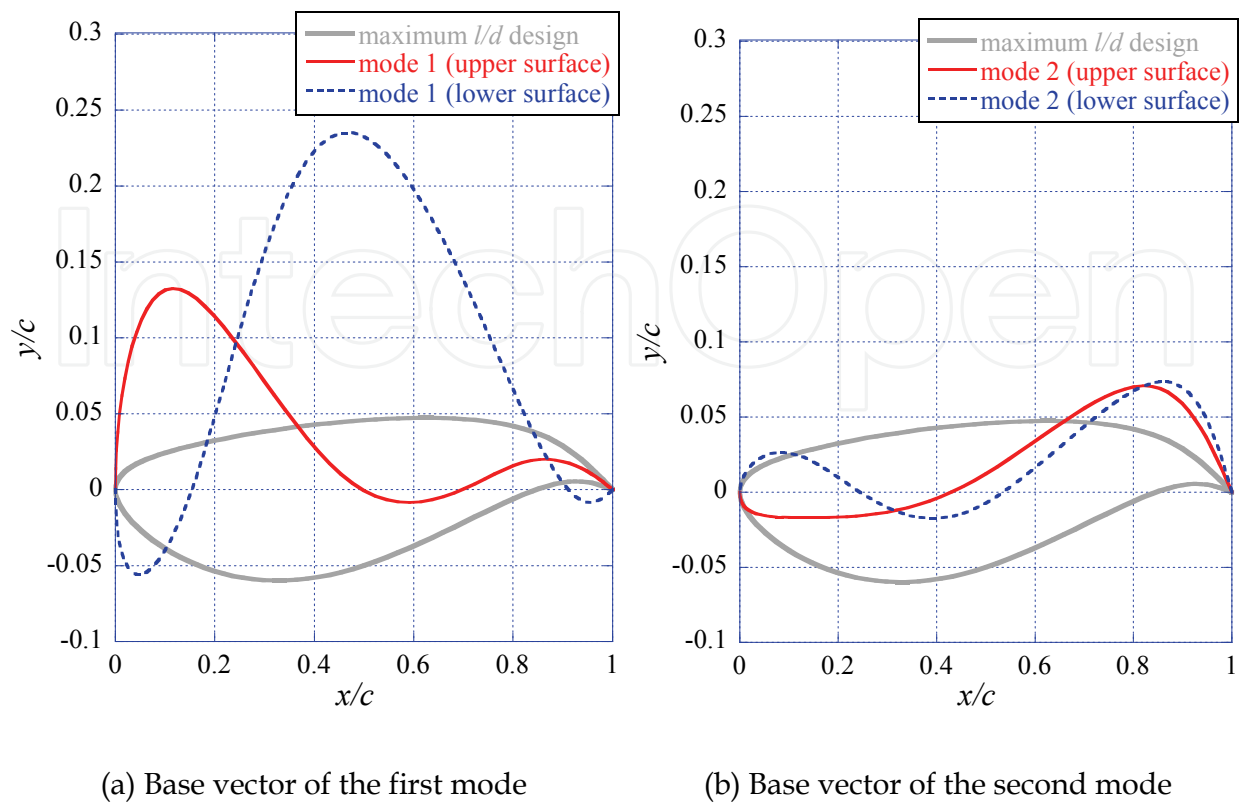 maximum l/d design
mode 1 (upper surface)
mode 1 (lower surface)
0.3
0.25
0.2
0.15
0.1
0.05
0
-0.05
-0.1
y/c
0
0.2
0.4
0.6
0.8
1
x/c
(a) Base vector of the first mode
maximum l/d design
mode 2 (upper surface)
mode 2 (lower surface)
0.3
0.25
0.2
0.15
0.1
0.05
0
-0.05
-0.1
y/c
0
0.2
0.4
0.6
0.8
1
x/c
(b) Base vector of the second mode
IntechOpen